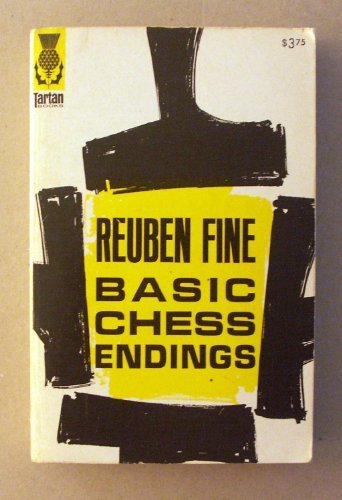 Tartan
BOOKS
$3.75
REUBEN FINE
BASIC
CHESS
ENDINGS